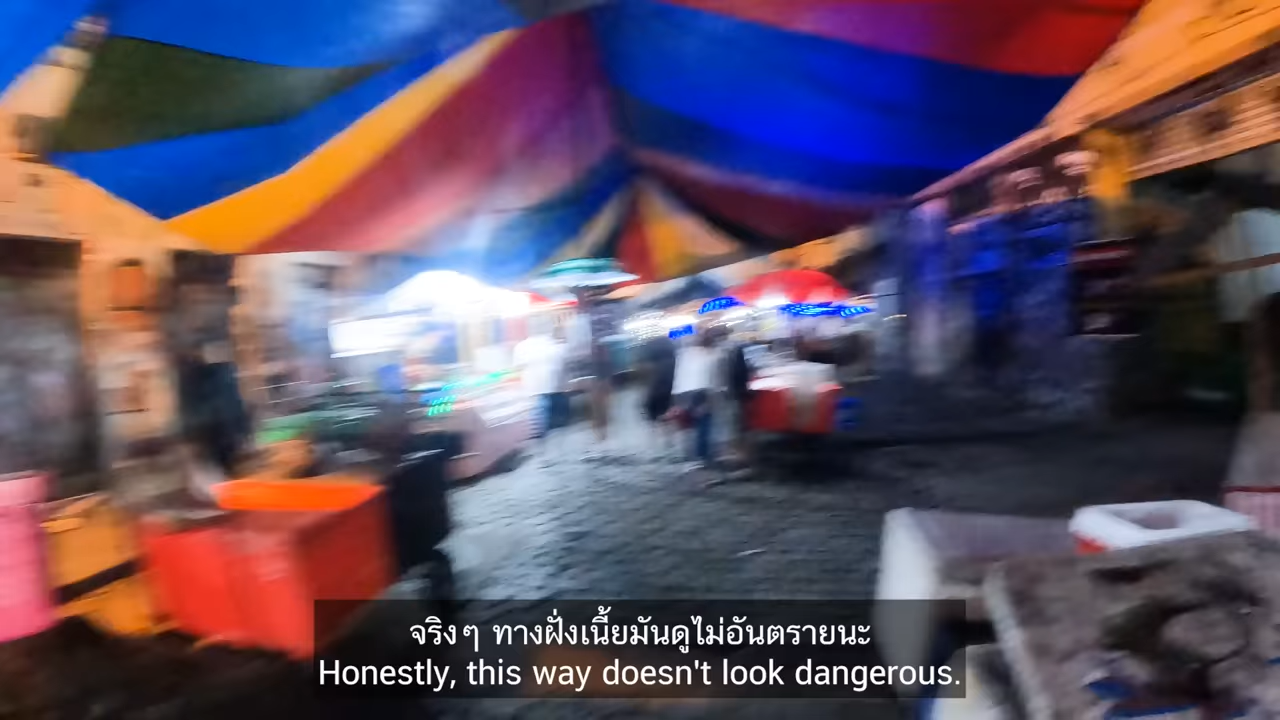 จริงๆ ทางฝั่งเนี้ยมันดูไม่อันตรายนะ
Honestly, this way doesn't look dangerous.